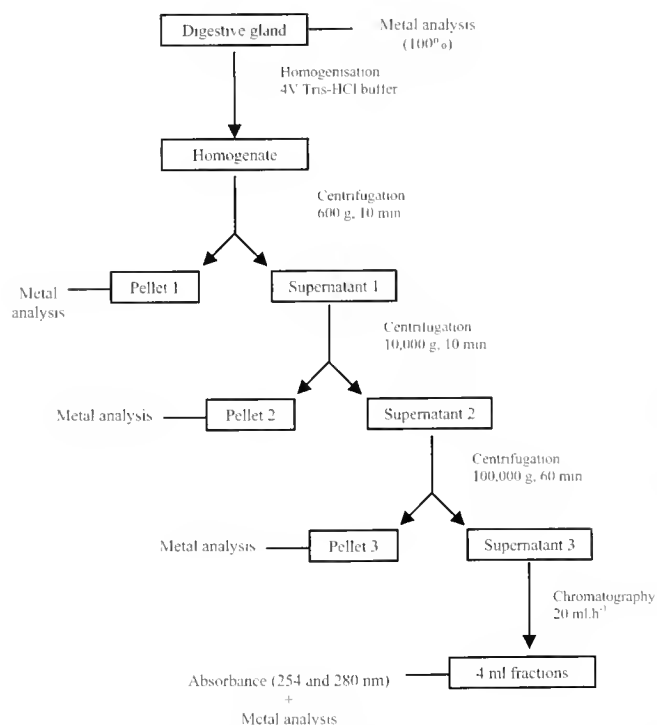 Digestive gland
Metal analysis
(100%)
Homogenisation
4V Tris-HCl buffer
Homogenate
Centrifugation
600 g, 10 min
Pellet 1
Supernatant 1
Metal
analysis
Centrifugation
10,000 g, 10 min
Metal analysis
Pellet 2
Supernatant 2
Centrifugation
100,000 g, 60 min
Metal analysis
Pellet 3
Supernatant 3
Chromatography
20 ml.h⁻¹
4 ml fractions
Absorbance (254 and 280 nm)
+
Metal analysis